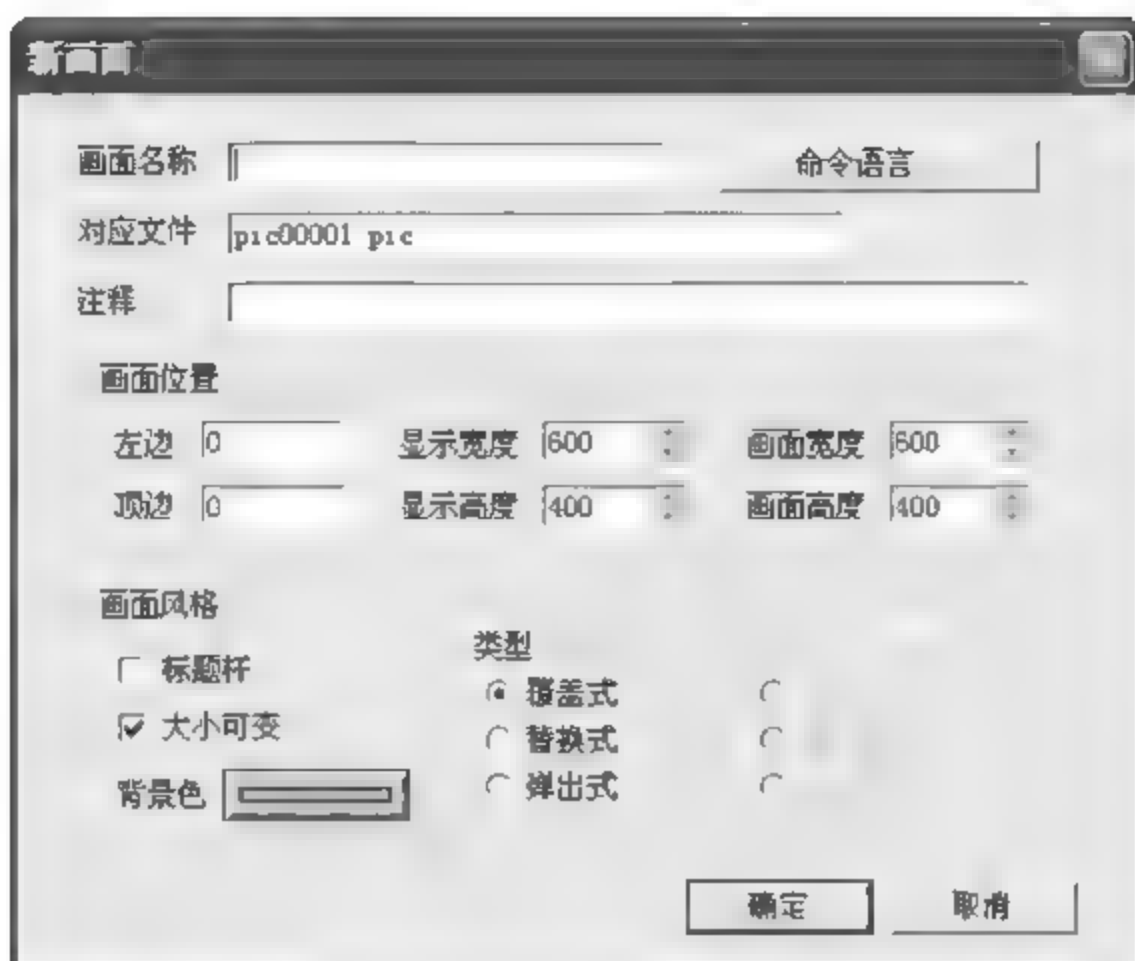 新画面
画面名称 命令语言
对应文件 pic00001 pic
注释
画面位置
左边 0 显示宽度 600 画面宽度 600
顶边 0 显示高度 400 画面高度 400
画面风格
类型
标题杆
覆盖式
大小可变
替换式
背景色
弹出式
确定 取消